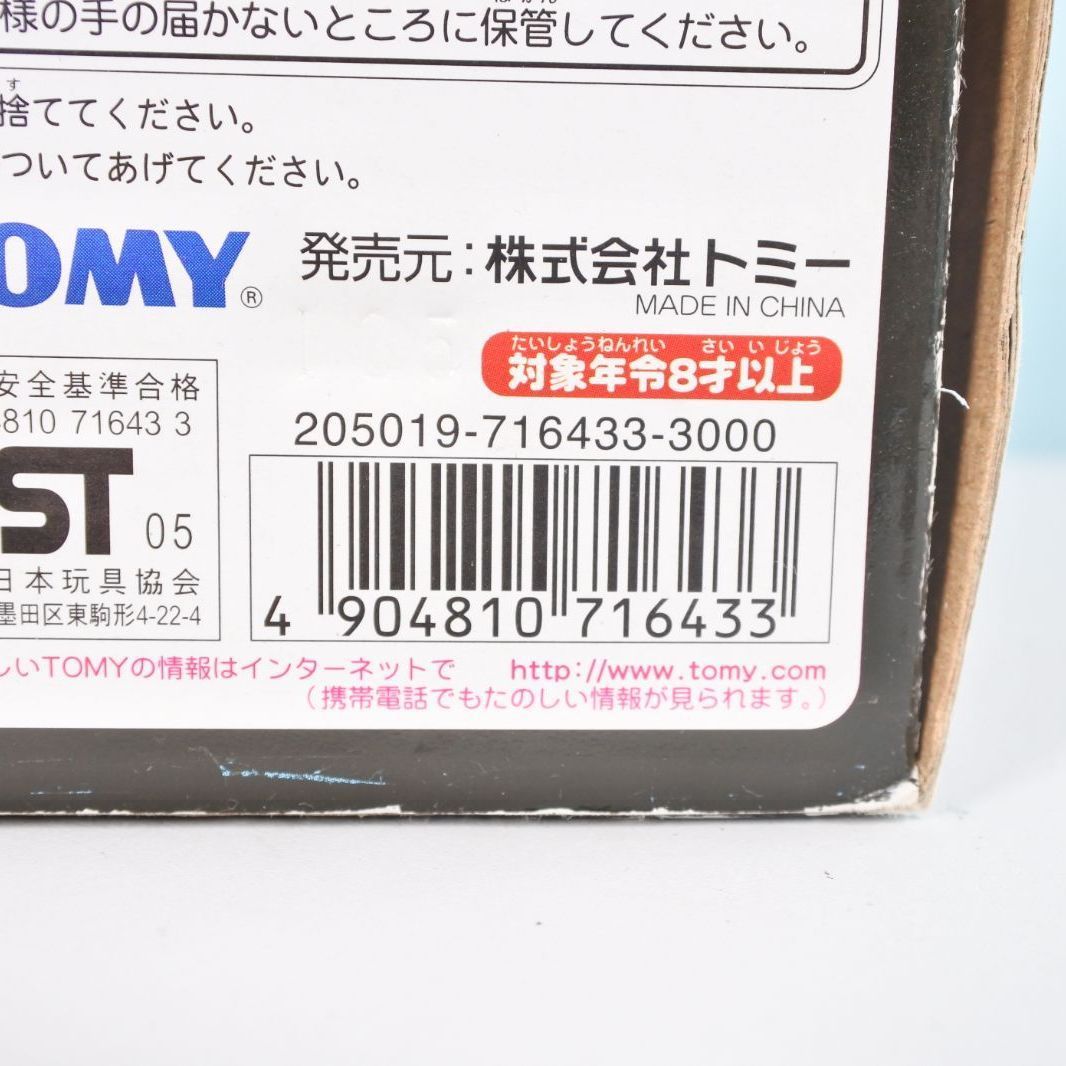 様の手の届かないところに保管してください。
す
捨ててください。
ついてあげてください。
TOMY®
発売元：株式会社トミー
MADE IN CHINA
たいしょうねんれい さいいじょう
対象年令8才以上
205019-716433-3000
安全基準合格
4810 71643 3
ST 05
日本玩具協会
墨田区東駒形4-22-4
4 904810 716433
しいTOMYの情報はインターネットで http://www.tomy.com
（携帯電話でもたのしい情報が見られます。）